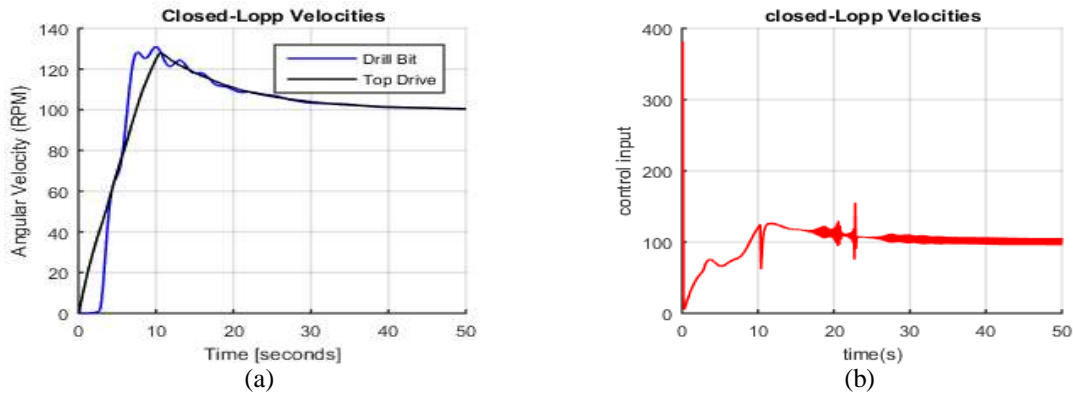 Closed-Lopp Velocities
Angular Velocity (RPM)
140
120
100
80
60
40
20
0
Drill Bit
Top Drive
0 10 20 30 40 50
Time [seconds]
(a)
closed-Lopp Velocities
control input
400
300
200
100
0
0 10 20 30 40 50
time(s)
(b)